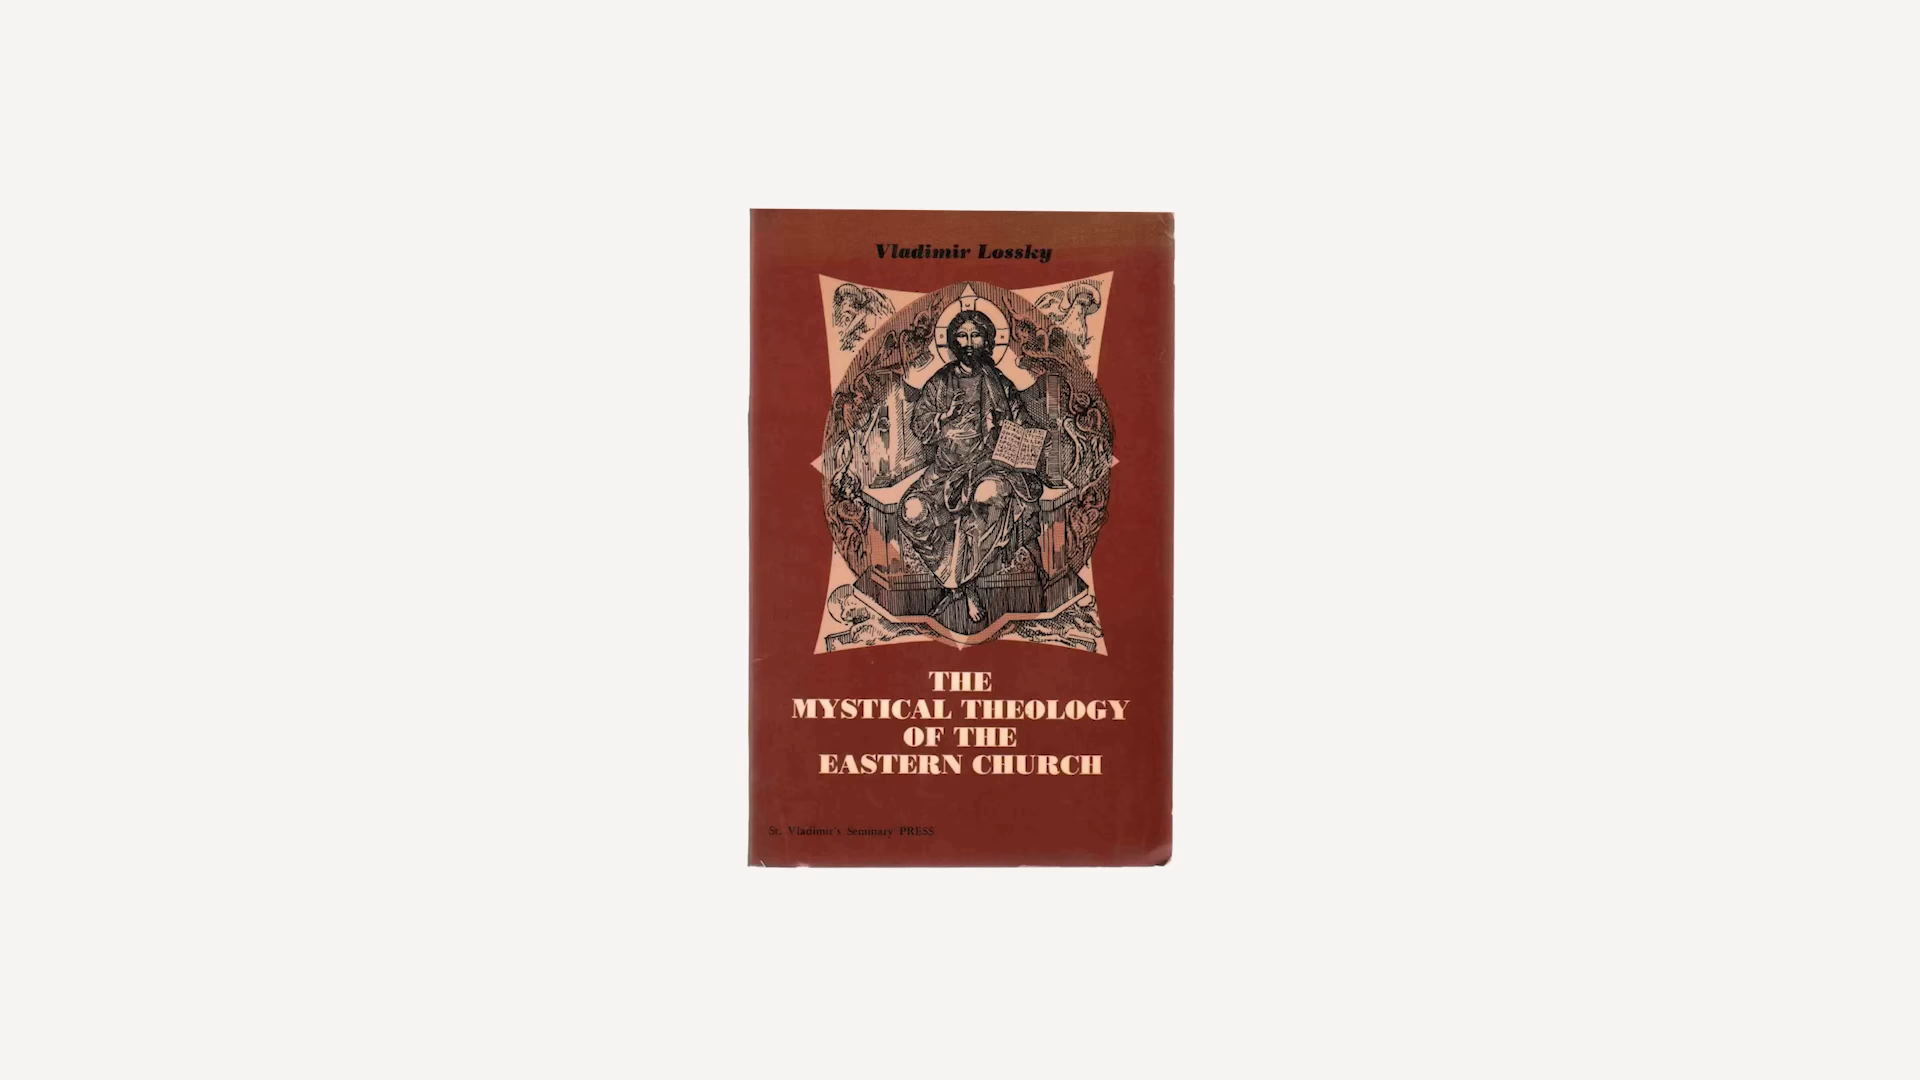 Vladimir Lossky
THE
MYSTICAL THEOLOGY
OF THE
EASTERN CHURCH
St. Vladimir's Seminary PRESS